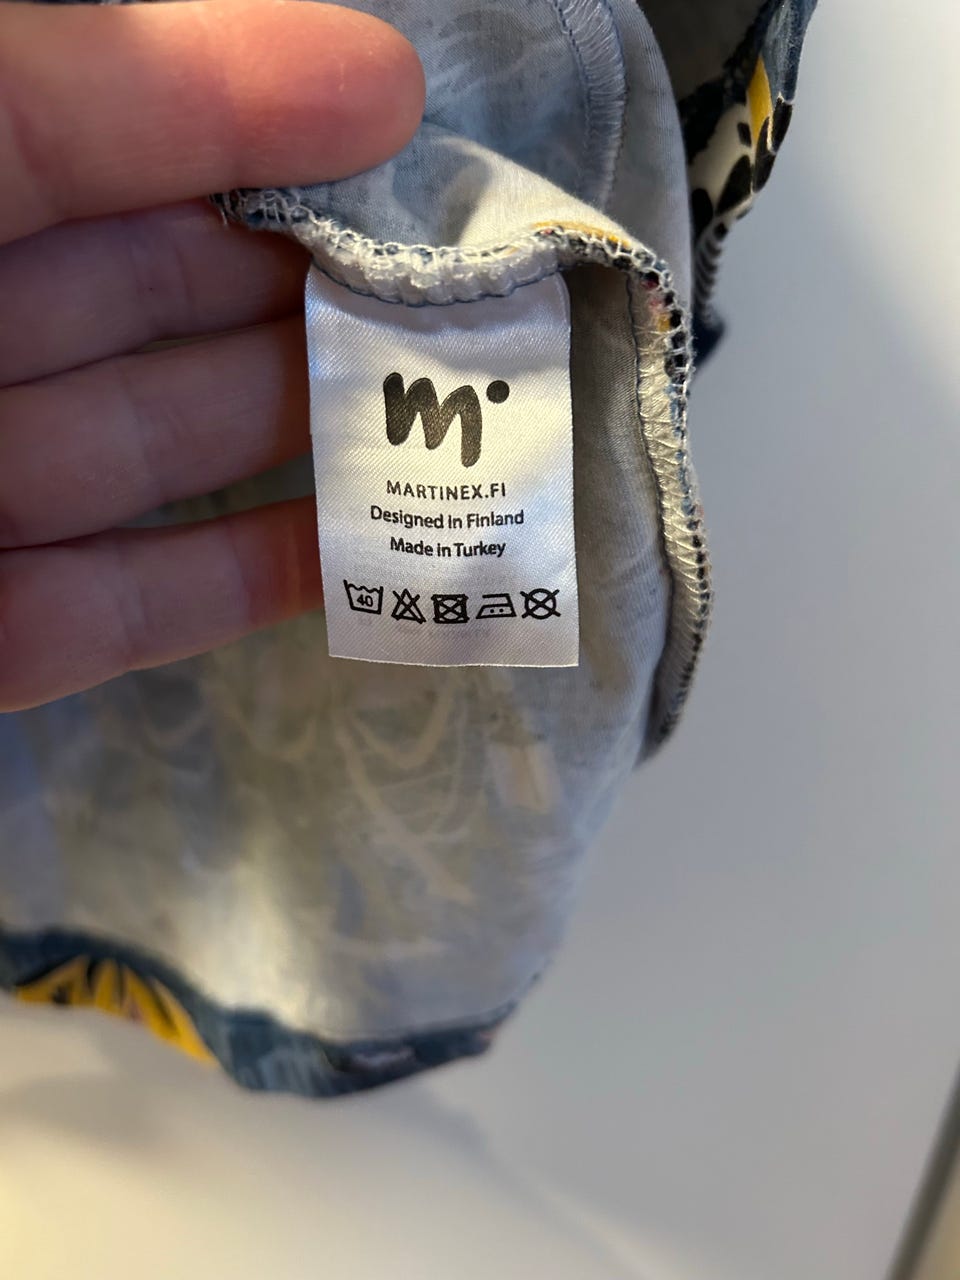 m
MARTINEX.FI
Designed in Finland
Made in Turkey
40